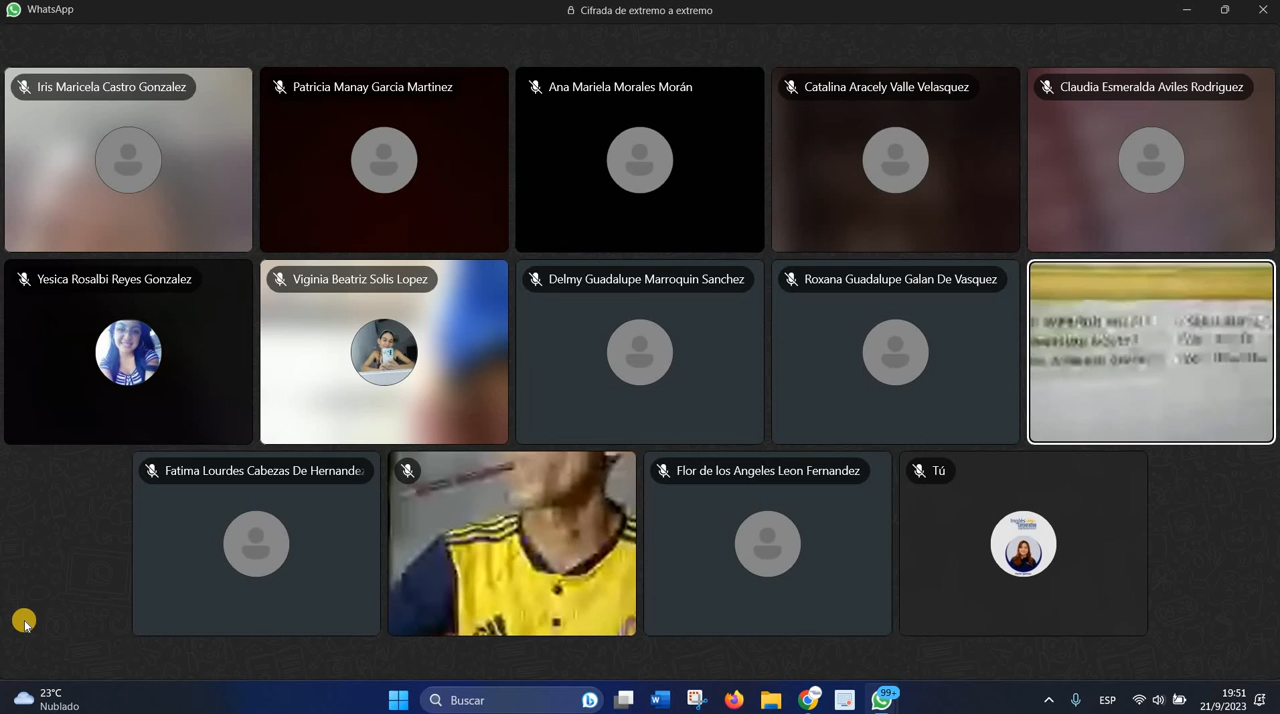 WhatsApp
Cifrada de extremo a extremo
Iris Maricela Castro Gonzalez
Patricia Manay Garcia Martinez
Ana Mariela Morales Morán
Catalina Aracely Valle Velasquez
Claudia Esmeralda Aviles Rodriguez
Yesica Rosalbi Reyes Gonzalez
Viginia Beatriz Solis Lopez
Delmy Guadalupe Marroquin Sanchez
Roxana Guadalupe Galan De Vasquez
Fatima Lourdes Cabezas De Hernande
Flor de los Angeles Leon Fernandez
Tú
23°C
Nublado
Buscar
99+
ESP
19:51
21/9/2023